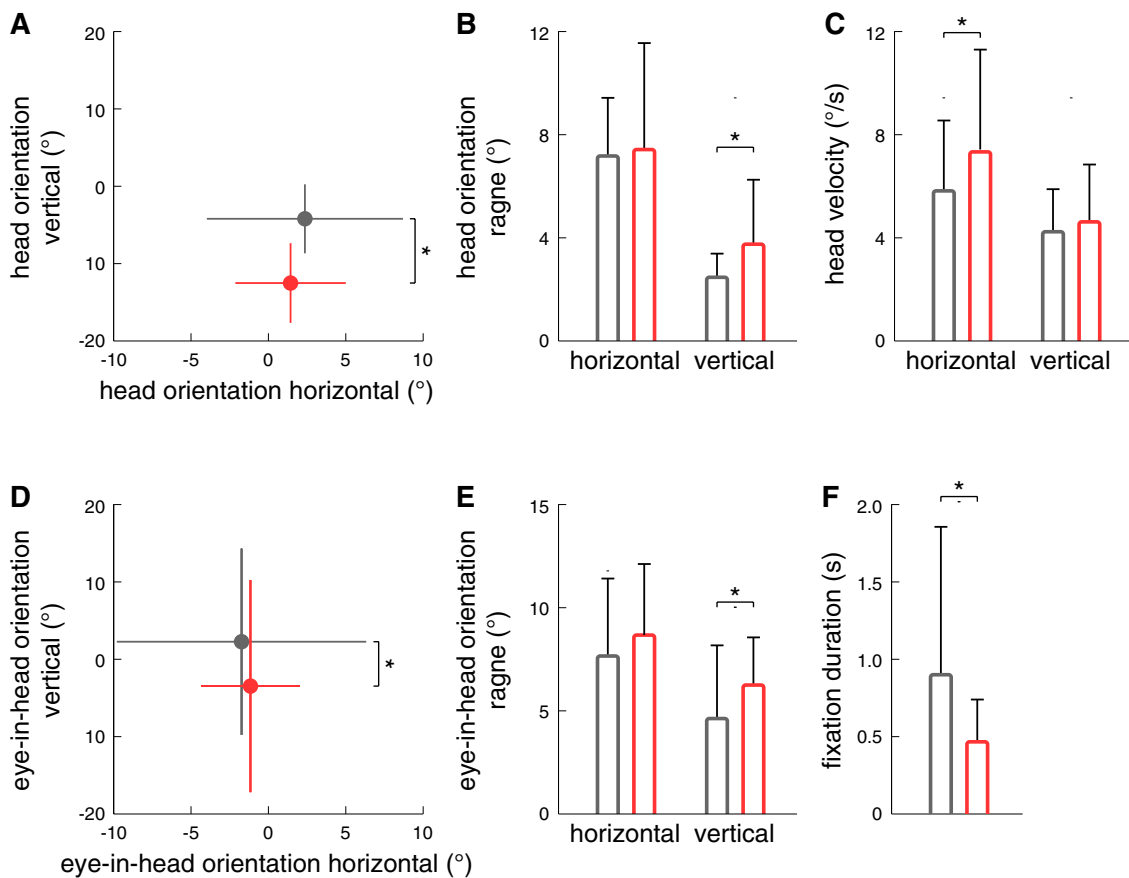 A
head orientation
vertical (°)
20
10
0
10
-20
-10
-5
0
5
10
*
head orientation horizontal (°)
B
head orientation
ragne (°)
12
8
4
0
*
horizontal
vertical
C
head velocity (°/s)
12
8
4
0
*
horizontal
vertical
D
eye-in-head orientation
vertical (°)
20
10
0
10
-20
-10
-5
0
5
10
*
eye-in-head orientation horizontal (°)
E
eye-in-head orientation
ragne (°)
15
10
5
0
*
horizontal
vertical
F
fixation duration (s)
2.0
1.5
1.0
0.5
0
*